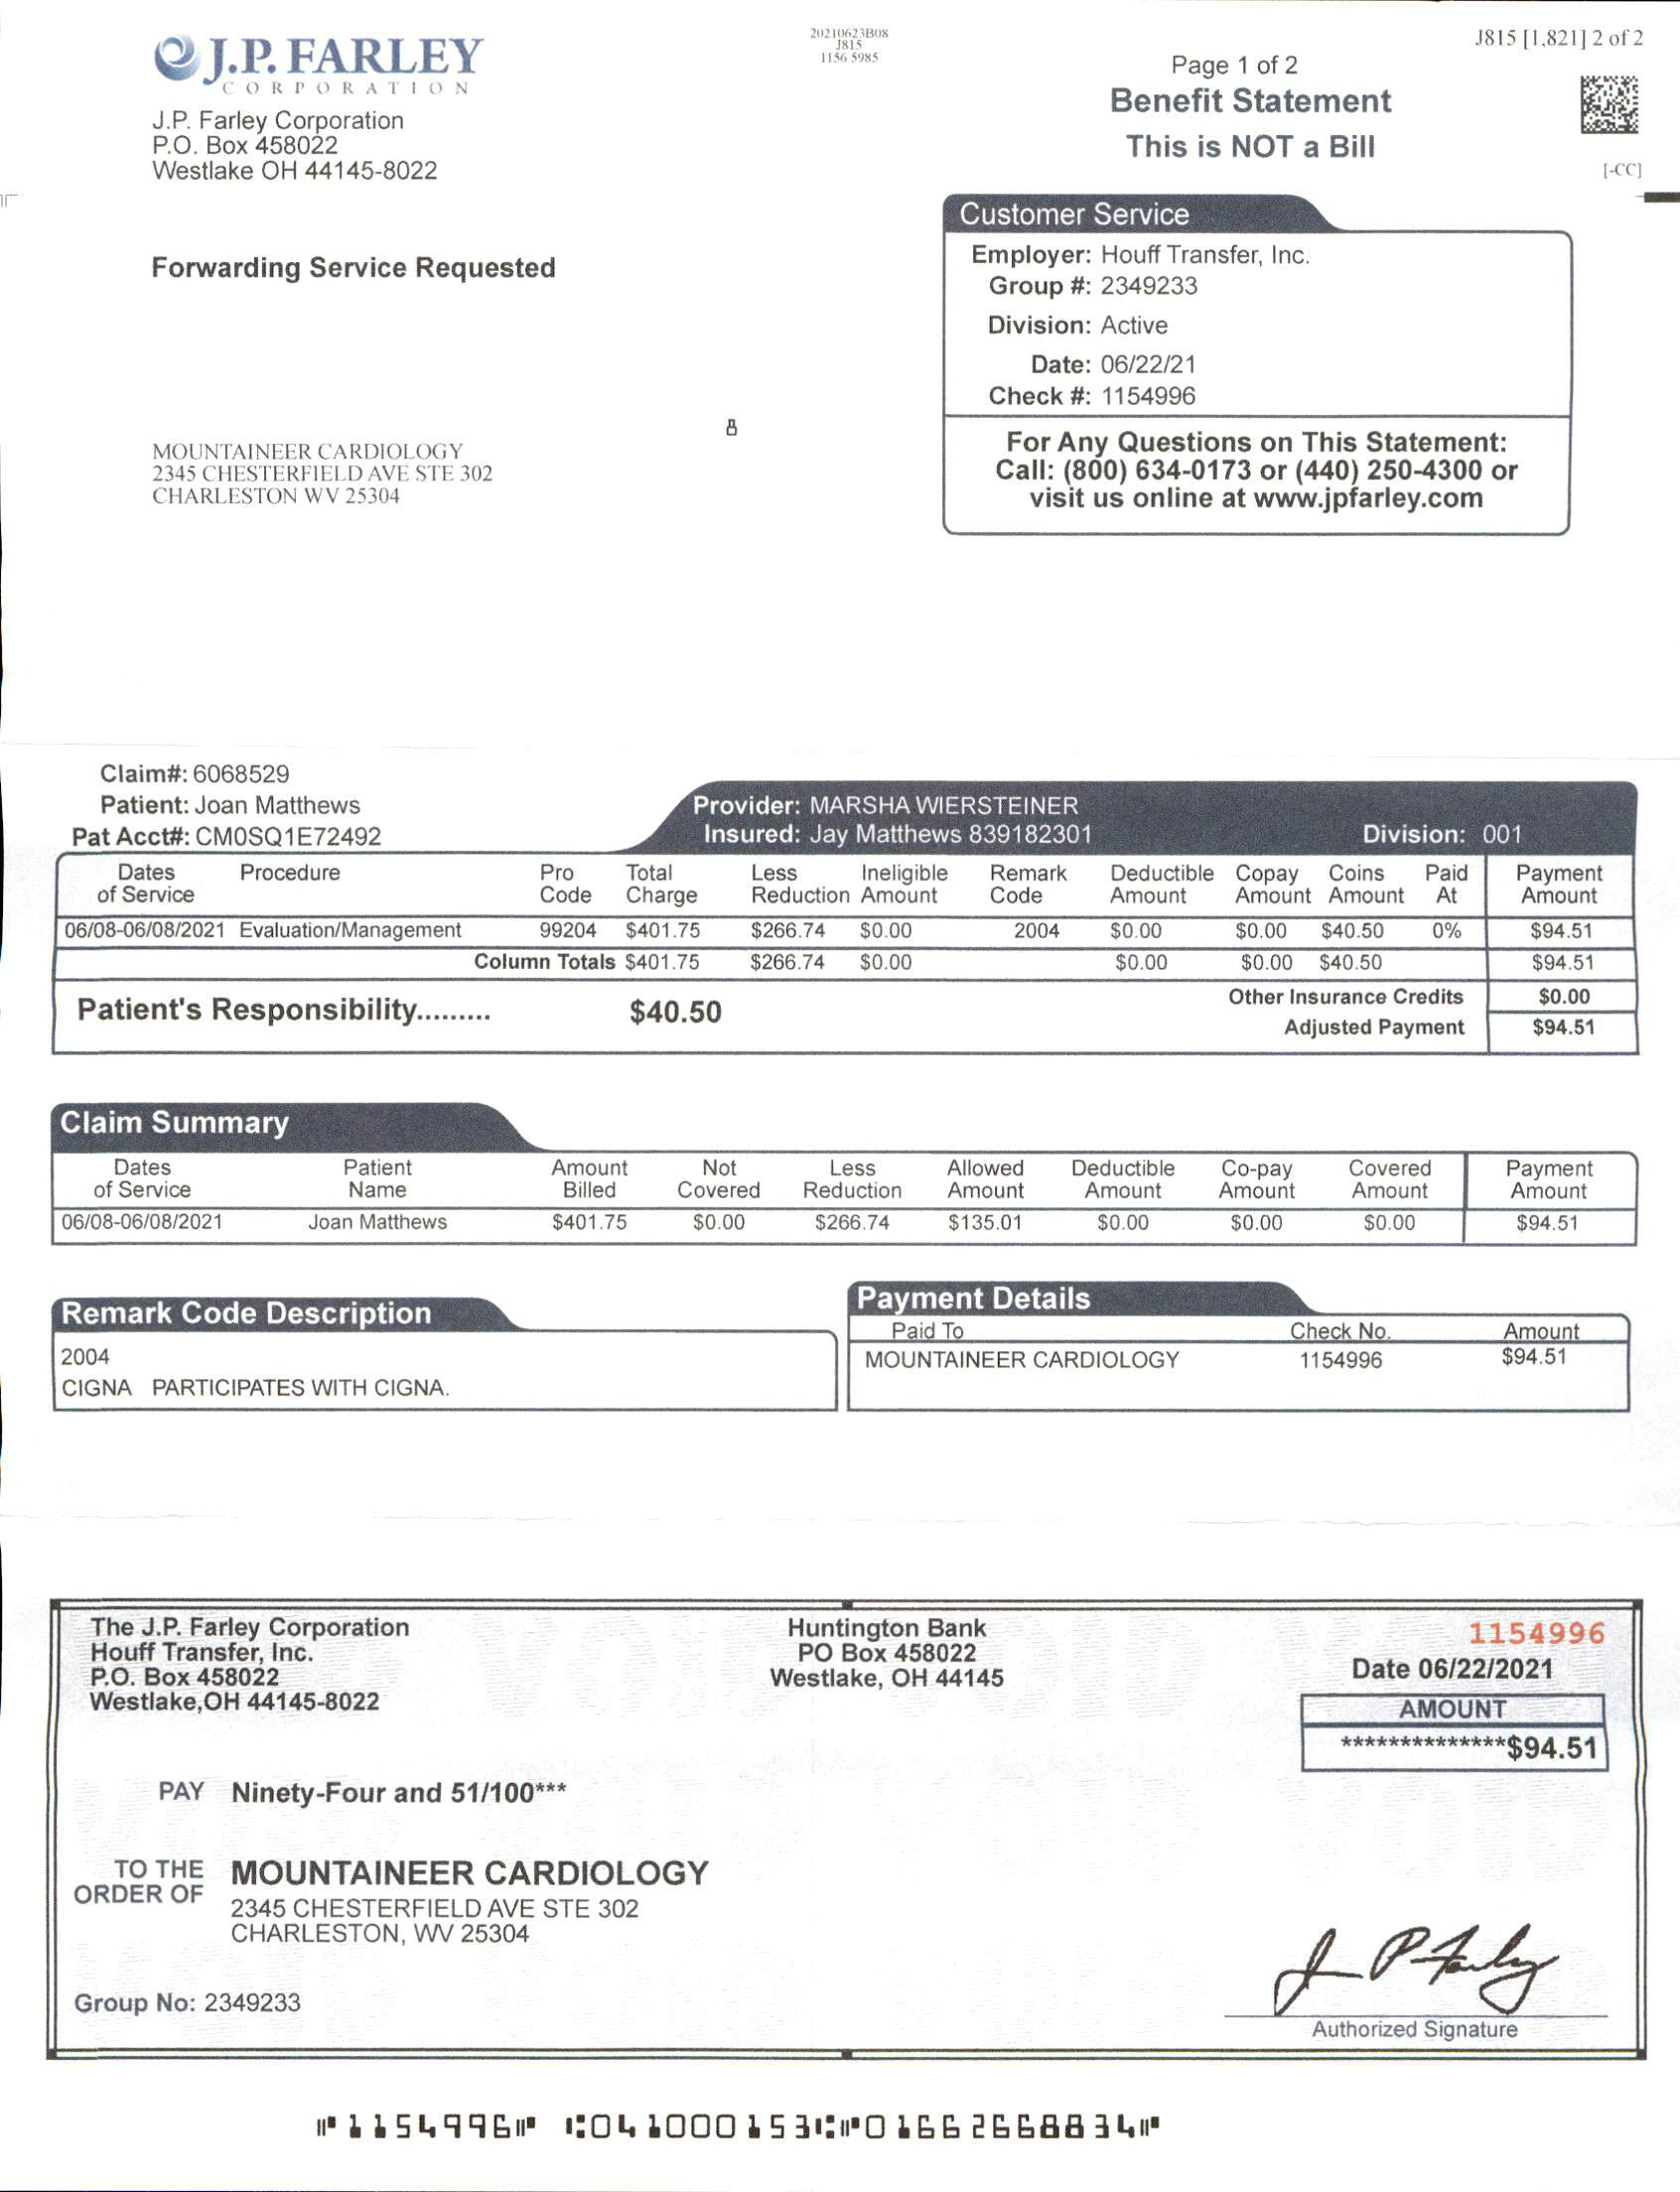 J.P. FARLEY
CORPORATION
J.P. Farley Corporation
P.O. Box 458022
Westlake OH 44145-8022
20210623B08
J815
1156 5985
J815 [1,821] 2 of 2
Page 1 of 2
Benefit Statement
This is NOT a Bill
[-CC]
Forwarding Service Requested
Customer Service
Employer: Houff Transfer, Inc.
Group #: 2349233
Division: Active
Date: 06/22/21
Check #: 1154996
For Any Questions on This Statement:
Call: (800) 634-0173 or (440) 250-4300 or
visit us online at www.jpfarley.com
8
MOUNTAINEER CARDIOLOGY
2345 CHESTERFIELD AVE STE 302
CHARLESTON WV 25304
Claim#: 6068529
Patient: Joan Matthews
Pat Acct#: CM0SQ1E72492
Provider: MARSHA WIERSTEINER
Insured: Jay Matthews 839182301 Division: 001
Dates Procedure Pro Total Less Ineligible Remark Deductible Copay Coins Paid Payment
of Service Code Charge Reduction Amount Code Amount Amount Amount At Amount
06/08-06/08/2021 Evaluation/Management 99204 $401.75 $266.74 $0.00 2004 $0.00 $0.00 $40.50 0% $94.51
Column Totals $401.75 $266.74 $0.00 $0.00 $0.00 $40.50 $94.51
Patient's Responsibility......... $40.50
Other Insurance Credits $0.00
Adjusted Payment $94.51
Claim Summary
Dates Patient Amount Not Less Allowed Deductible Co-pay Covered Payment
of Service Name Billed Covered Reduction Amount Amount Amount Amount Amount
06/08-06/08/2021 Joan Matthews $401.75 $0.00 $266.74 $135.01 $0.00 $0.00 $0.00 $94.51
Remark Code Description
2004
CIGNA PARTICIPATES WITH CIGNA.
Payment Details
Paid To Check No. Amount
MOUNTAINEER CARDIOLOGY 1154996 $94.51
The J.P. Farley Corporation
Houff Transfer, Inc.
P.O. Box 458022
Westlake,OH 44145-8022
Huntington Bank
PO Box 458022
Westlake, OH 44145
1154996
Date 06/22/2021
AMOUNT
**************$94.51
PAY Ninety-Four and 51/100***
TO THE
ORDER OF
MOUNTAINEER CARDIOLOGY
2345 CHESTERFIELD AVE STE 302
CHARLESTON, WV 25304
Group No: 2349233
J P Farley
Authorized Signature
⑈1154996⑈ ⑆041000153⑆⑈01662668834⑈